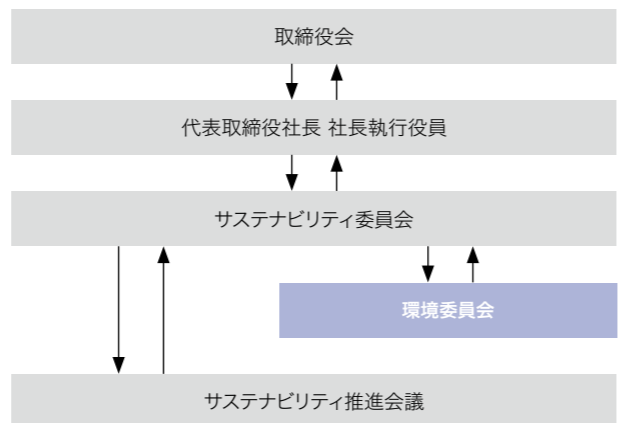 取締役会
代表取締役社長 社長執行役員
サステナビリティ委員会
環境委員会
サステナビリティ推進会議